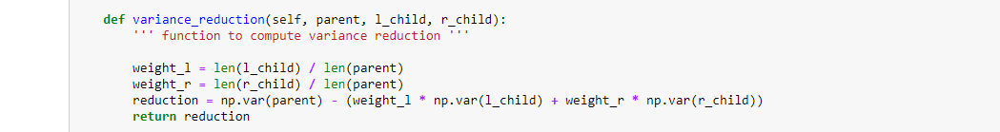 def variance_reduction(self, parent, l_child, r_child):
''' function to compute variance reduction '''
weight_l = len(l_child) / len(parent)
weight_r = len(r_child) / len(parent)
reduction = np.var(parent) - (weight_l * np.var(l_child) + weight_r * np.var(r_child))
return reduction